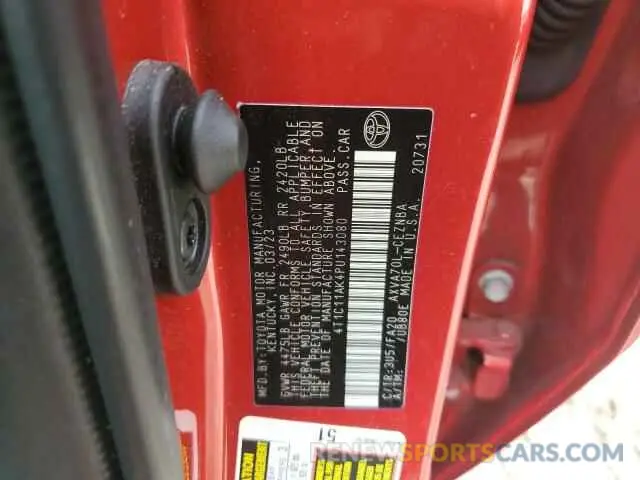 MFD. BY: TOYOTA MOTOR MANUFACTURING,
KENTUCKY, INC. 03/23
GVWR 4475LB GAWR FR 2490LB RR 2420LB
THIS VEHICLE CONFORMS TO ALL APPLICABLE
FEDERAL MOTOR VEHICLE SAFETY, BUMPER, AND
THEFT PREVENTION STANDARDS IN EFFECT ON
THE DATE OF MANUFACTURE SHOWN ABOVE.
4T1C11AK4PU143080 PASS.CAR
C/TR:3U5/FA20 AXVA70L-CEZNBA
A/TM: /UB80E MADE IN U.S.A. 20731
51
RENEWSPORTSCARS.COM